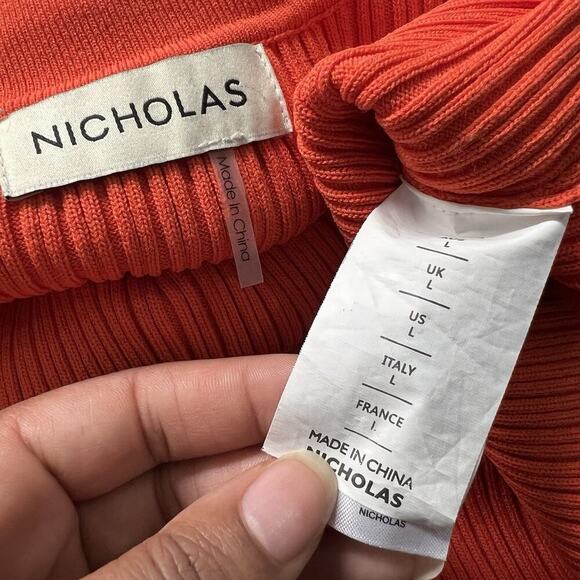 NICHOLAS
Made In China
L
UK
L
US
L
ITALY
L
FRANCE
MADE IN CHINA
NICHOLAS
NICHOLAS